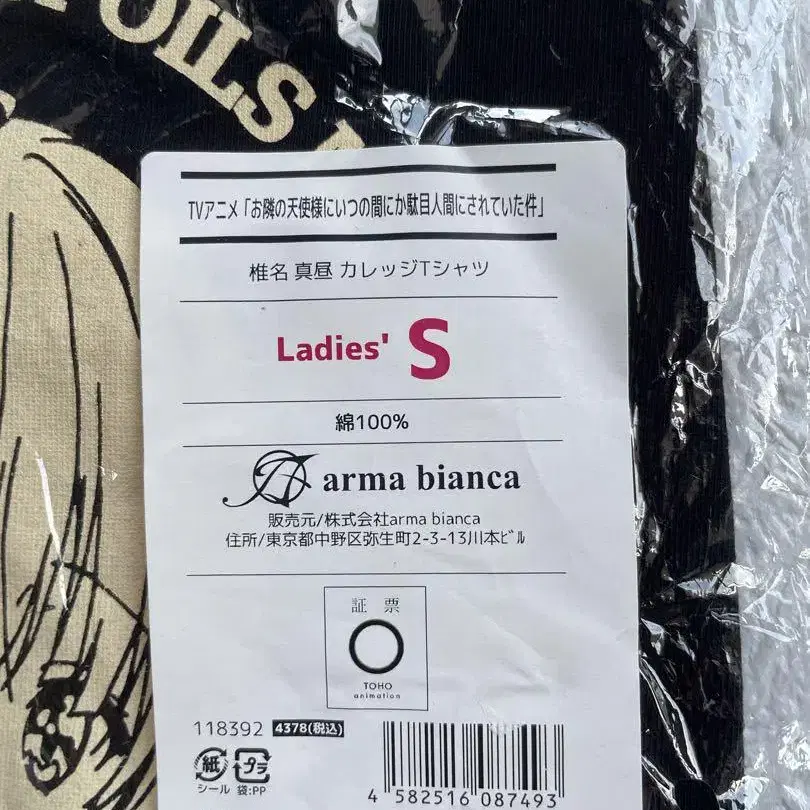 OILS
TVアニメ「お隣の天使様にいつの間にか駄目人間にされていた件」
椎名 真昼 カレッジTシャツ
Ladies' S
綿100%
arma bianca
販売元/株式会社arma bianca
住所/東京都中野区弥生町2-3-13川本ﾋﾞﾙ
証 票
TOHO
animation
118392 4378(税込)
紙 プラ
シール 袋:PP
4 582516 087493